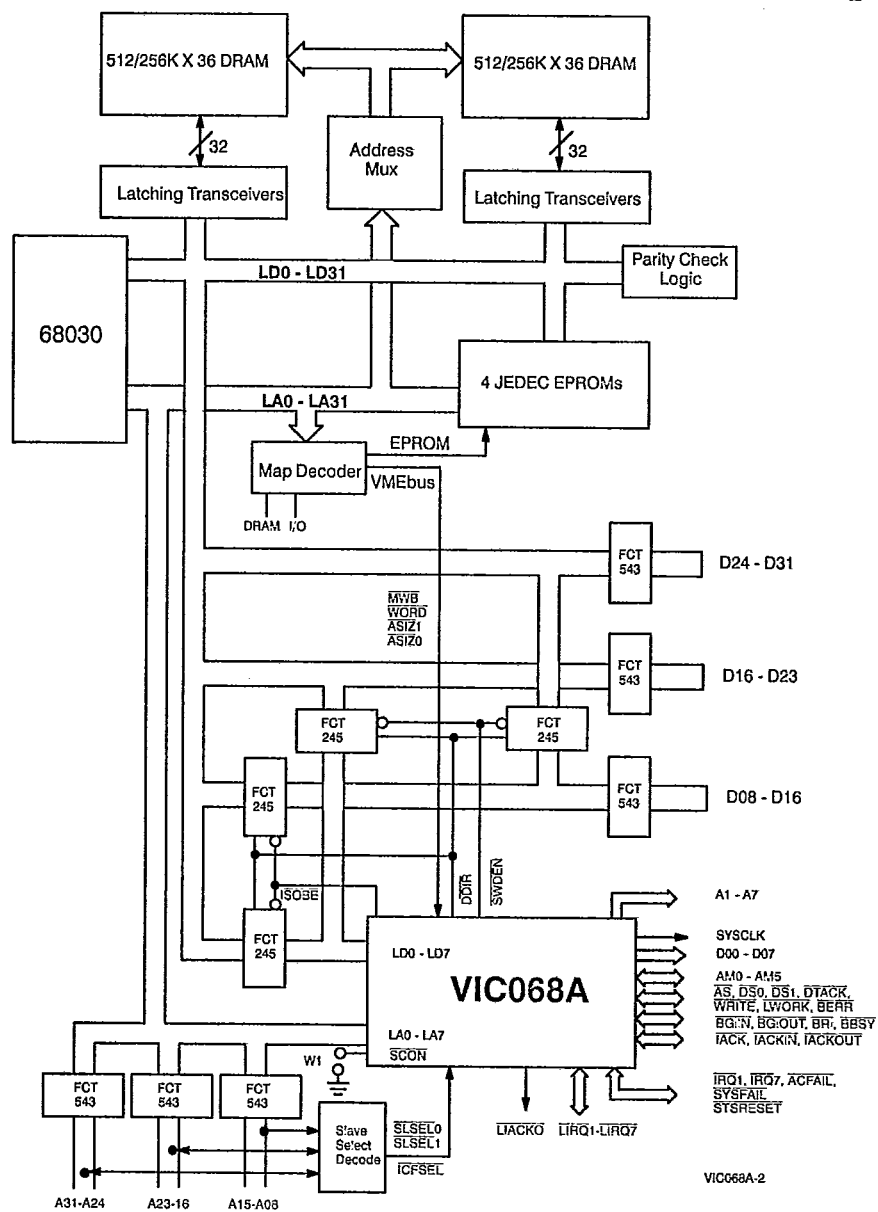 512/256K X 36 DRAM
512/256K X 36 DRAM
32
Address
Mux
32
Latching Transceivers
Latching Transceivers
68030
LD0 - LD31
Parity Check
Logic
4 JEDEC EPROMs
LA0 - LA31
EPROM
Map Decoder
VMEbus
DRAM I/O
FCT
543
D24 - D31
MWB
WORD
ASIZ1
ASIZ0
FCT
543
D16 - D23
FCT
245
FCT
245
FCT
245
FCT
543
D08 - D16
ISOBE
DDIR
SWDEN
FCT
245
LD0 - LD7
VIC068A
LA0 - LA7
SCON
W1
A1 - A7
SYSCLK
D00 - D07
AM0 - AM5
AS, DS0, DS1, DTACK,
WRITE, LWORK, BERR
BGIN, BGIOUT, BRI, BBSY
IACK, IACKIN, IACKOUT
IRQ1, IRQ7, ACFAIL,
SYSFAIL
STSRESET
FCT
543
FCT
543
FCT
543
Slave
Select
Decode
SLSEL0
SLSEL1
ICFSEL
LIACKO
LIRQ1-LIRQ7
A31-A24
A23-16
A15-A08
VIC068A-2